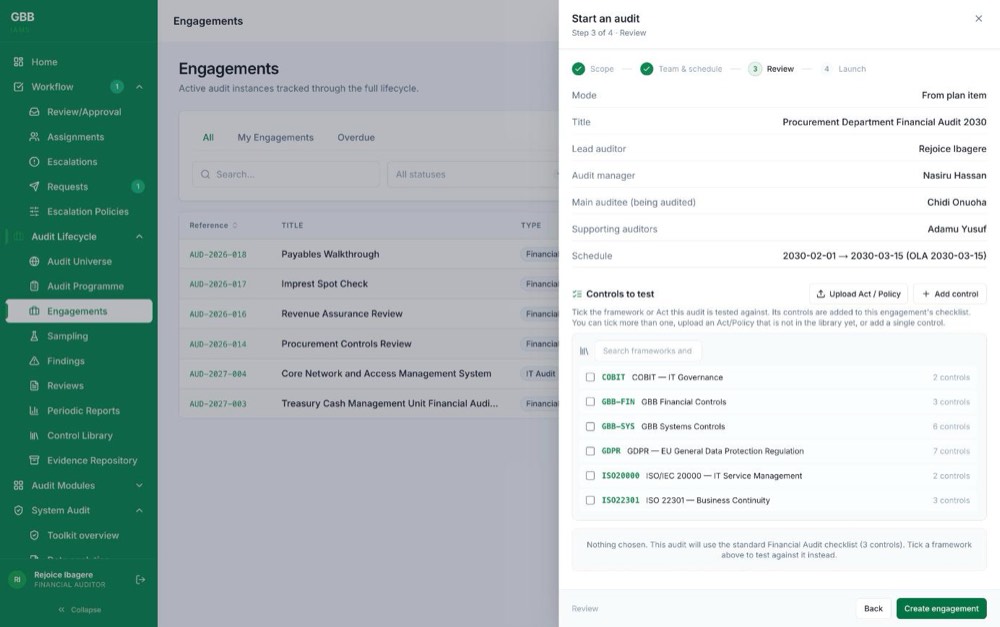 GBB
Home
Workflow 1
Review/Approval
Assignments
Escalations
Requests 1
Escalation Policies
Audit Lifecycle
Audit Universe
Audit Programme
Engagements
Sampling
Findings
Reviews
Periodic Reports
Control Library
Evidence Repository
Audit Modules
System Audit
Toolkit overview
RI Rejoice Ibagere
FINANCIAL AUDITOR
Collapse
Engagements
Engagements
Active audit instances tracked through the full lifecycle.
All My Engagements Overdue
Search... All statuses
Reference TITLE TYPE
AUD-2026-018 Payables Walkthrough Financial
AUD-2026-017 Imprest Spot Check Financial
AUD-2026-016 Revenue Assurance Review Financial
AUD-2026-014 Procurement Controls Review Financial
AUD-2027-004 Core Network and Access Management System IT Audit
AUD-2027-003 Treasury Cash Management Unit Financial Audi... Financial
Start an audit
Step 3 of 4 · Review
Scope Team & schedule 3 Review 4 Launch
Mode From plan item
Title Procurement Department Financial Audit 2030
Lead auditor Rejoice Ibagere
Audit manager Nasiru Hassan
Main auditee (being audited) Chidi Onuoha
Supporting auditors Adamu Yusuf
Schedule 2030-02-01 → 2030-03-15 (OLA 2030-03-15)
Controls to test Upload Act / Policy + Add control
Tick the framework or Act this audit is tested against. Its controls are added to this engagement's checklist.
You can tick more than one, upload an Act/Policy that is not in the library yet, or add a single control.
Search frameworks and
COBIT COBIT — IT Governance 2 controls
GBB-FIN GBB Financial Controls 3 controls
GBB-SYS GBB Systems Controls 6 controls
GDPR GDPR — EU General Data Protection Regulation 7 controls
ISO20000 ISO/IEC 20000 — IT Service Management 2 controls
ISO22301 ISO 22301 — Business Continuity 3 controls
Nothing chosen. This audit will use the standard Financial Audit checklist (3 controls). Tick a framework
above to test against it instead.
Review Back Create engagement